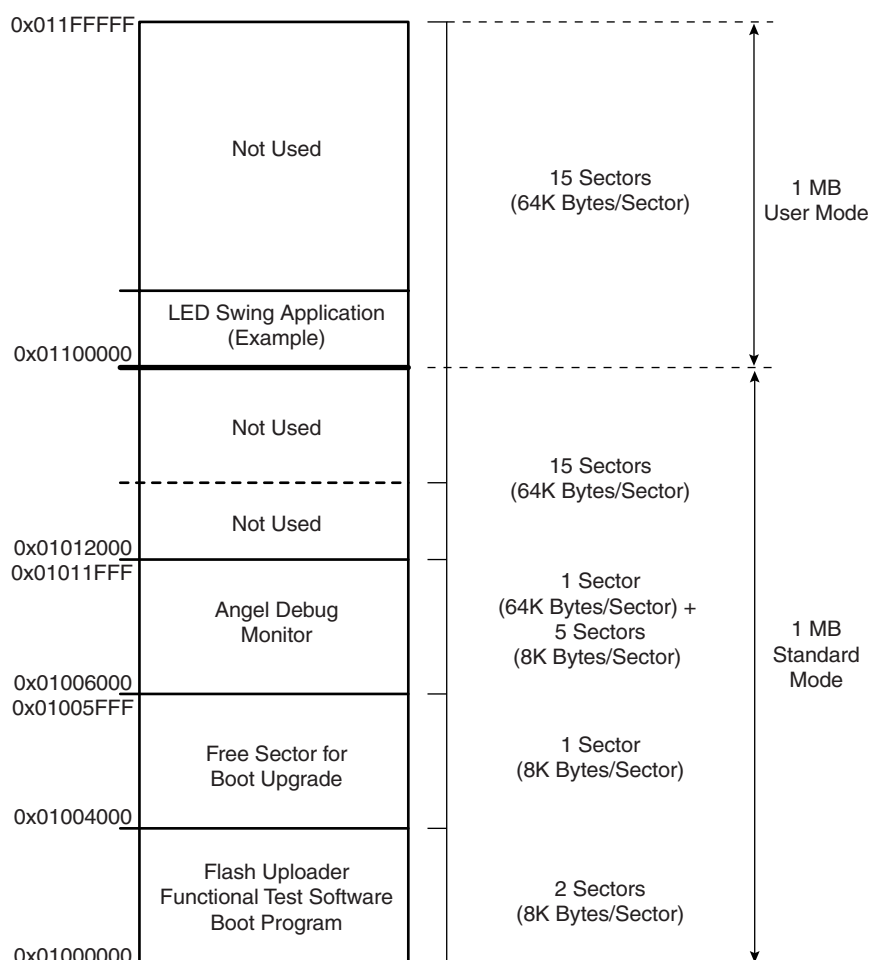 0x011FFFFF
Not Used
15 Sectors
(64K Bytes/Sector)
1 MB
User Mode
LED Swing Application
(Example)
0x01100000
Not Used
15 Sectors
(64K Bytes/Sector)
Not Used
0x01012000
0x01011FFF
Angel Debug
Monitor
1 Sector
(64K Bytes/Sector) +
5 Sectors
(8K Bytes/Sector)
1 MB
Standard
Mode
0x01006000
0x01005FFF
Free Sector for
Boot Upgrade
1 Sector
(8K Bytes/Sector)
0x01004000
Flash Uploader
Functional Test Software
Boot Program
2 Sectors
(8K Bytes/Sector)
0x01000000